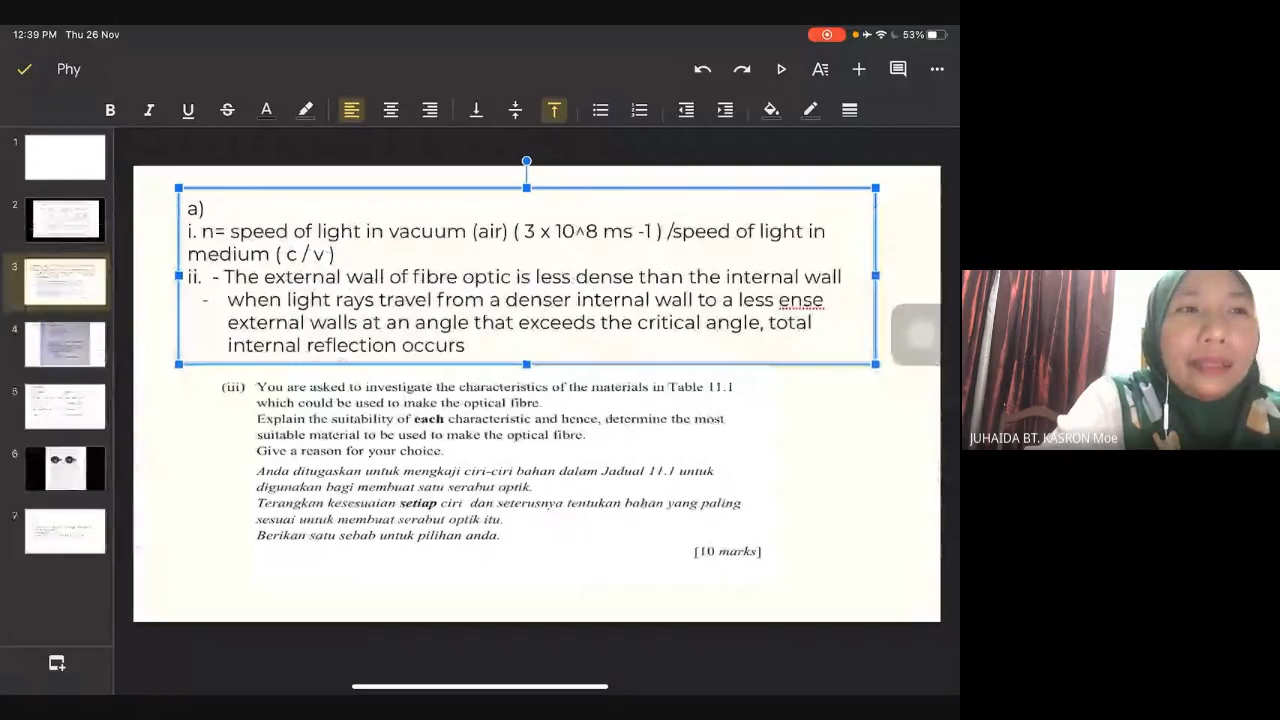 12:39 PM Thu 26 Nov
53%
Phy
B I U S A
1
2
3
4
5
6
7
a)
i. n= speed of light in vacuum (air) ( 3 x 10^8 ms -1 ) /speed of light in
medium ( c / v )
ii. - The external wall of fibre optic is less dense than the internal wall
- when light rays travel from a denser internal wall to a less ense
external walls at an angle that exceeds the critical angle, total
internal reflection occurs
(iii) You are asked to investigate the characteristics of the materials in Table 11.1
which could be used to make the optical fibre.
Explain the suitability of each characteristic and hence, determine the most
suitable material to be used to make the optical fibre.
Give a reason for your choice.
Anda ditugaskan untuk mengkaji ciri-ciri bahan dalam Jadual 11.1 untuk
digunakan bagi membuat satu serabut optik.
Terangkan kesesuaian setiap ciri dan seterusnya tentukan bahan yang paling
sesuai untuk membuat serabut optik itu.
Berikan satu sebab untuk pilihan anda.
[10 marks]
JUHAIDA BT. KASRON Moe